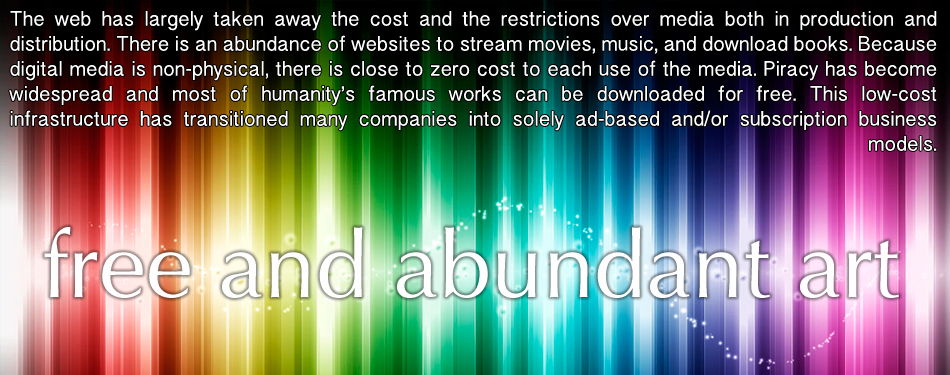 The web has largely taken away the cost and the restrictions over media both in production and
distribution. There is an abundance of websites to stream movies, music, and download books. Because
digital media is non-physical, there is close to zero cost to each use of the media. Piracy has become
widespread and most of humanity's famous works can be downloaded for free. This low-cost
infrastructure has transitioned many companies into solely ad-based and/or subscription business
models.
free and abundant art